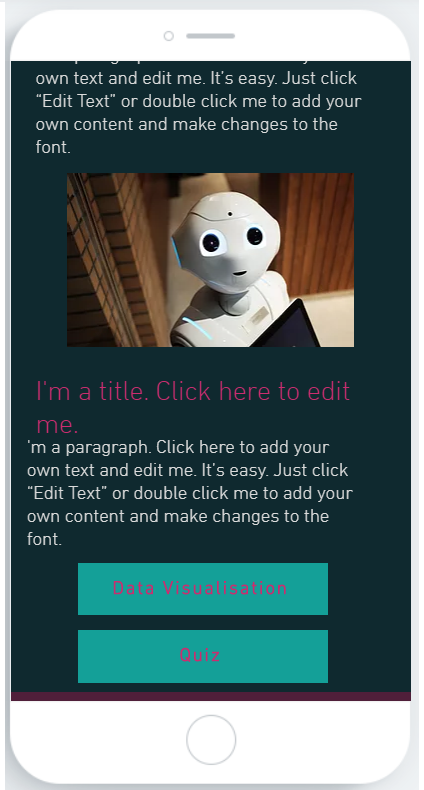 own text and edit me. It's easy. Just click
“Edit Text” or double click me to add your
own content and make changes to the
font.
I'm a title. Click here to edit
me.
'm a paragraph. Click here to add your
own text and edit me. It's easy. Just click
“Edit Text” or double click me to add your
own content and make changes to the
font.
Data Visualisation
Quiz